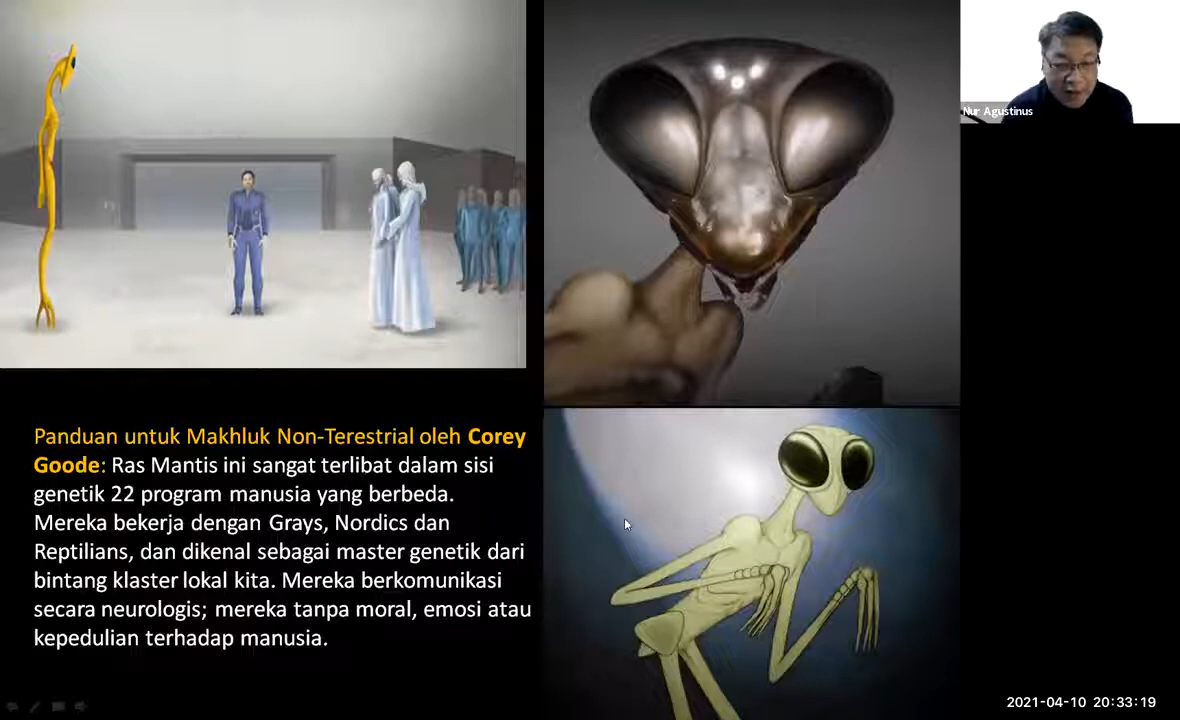 Nur Agustinus
Panduan untuk Makhluk Non-Terestrial oleh Corey
Goode: Ras Mantis ini sangat terlibat dalam sisi
genetik 22 program manusia yang berbeda.
Mereka bekerja dengan Grays, Nordics dan
Reptilians, dan dikenal sebagai master genetik dari
bintang klaster lokal kita. Mereka berkomunikasi
secara neurologis; mereka tanpa moral, emosi atau
kepedulian terhadap manusia.
2021-04-10 20:33:19